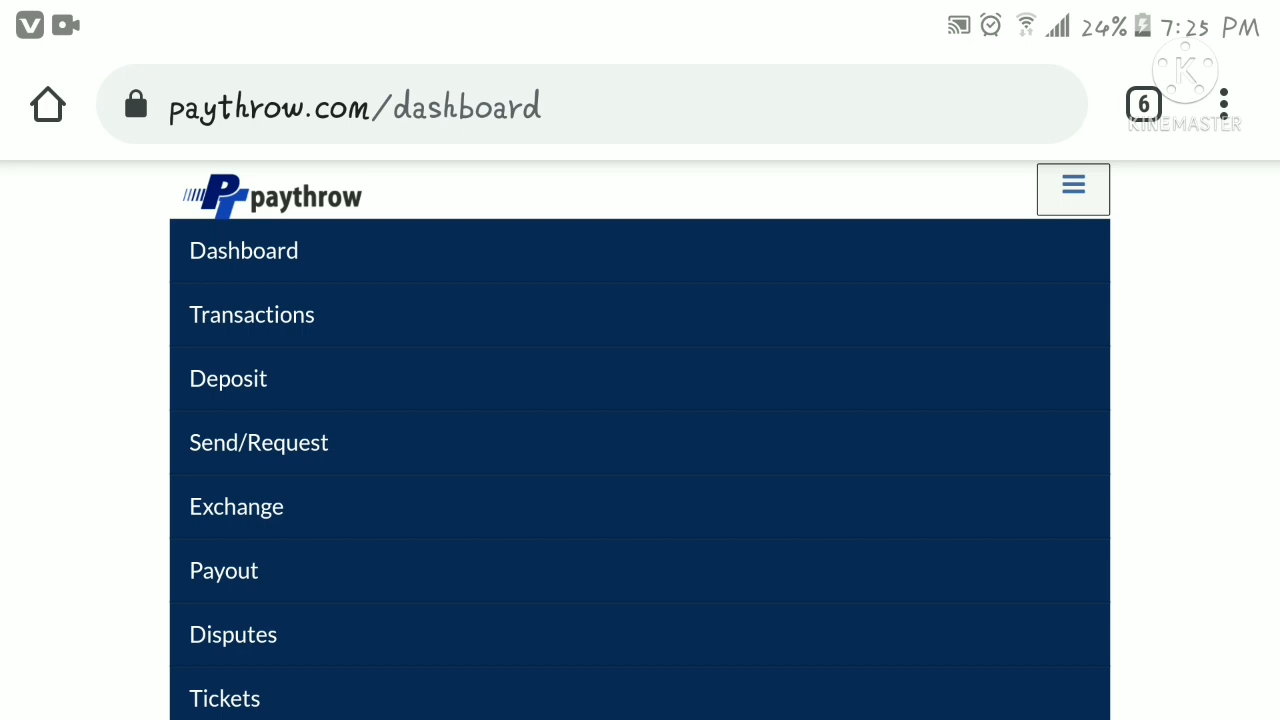 V
24% 7:25 PM
paythrow.com/dashboard
6
K
KINEMASTER
PT paythrow
Dashboard
Transactions
Deposit
Send/Request
Exchange
Payout
Disputes
Tickets